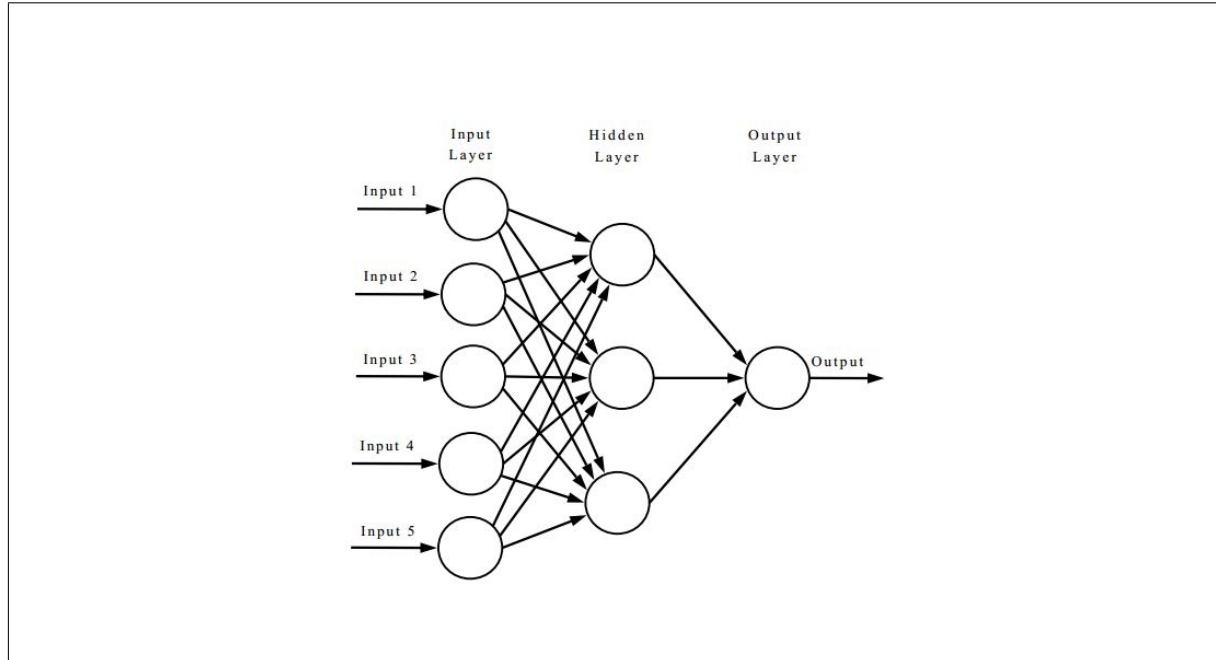 Input
Layer
Hidden
Layer
Output
Layer
Input 1
Input 2
Input 3
Input 4
Input 5
Output